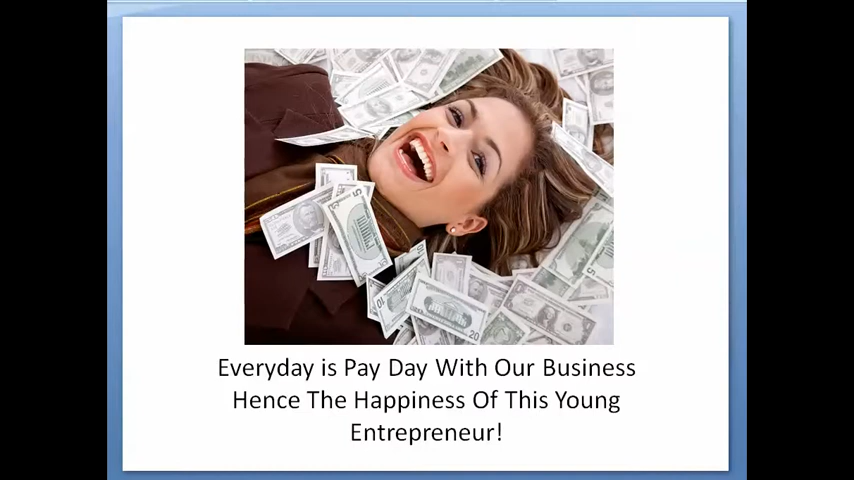 Everyday is Pay Day With Our Business
Hence The Happiness Of This Young
Entrepreneur!